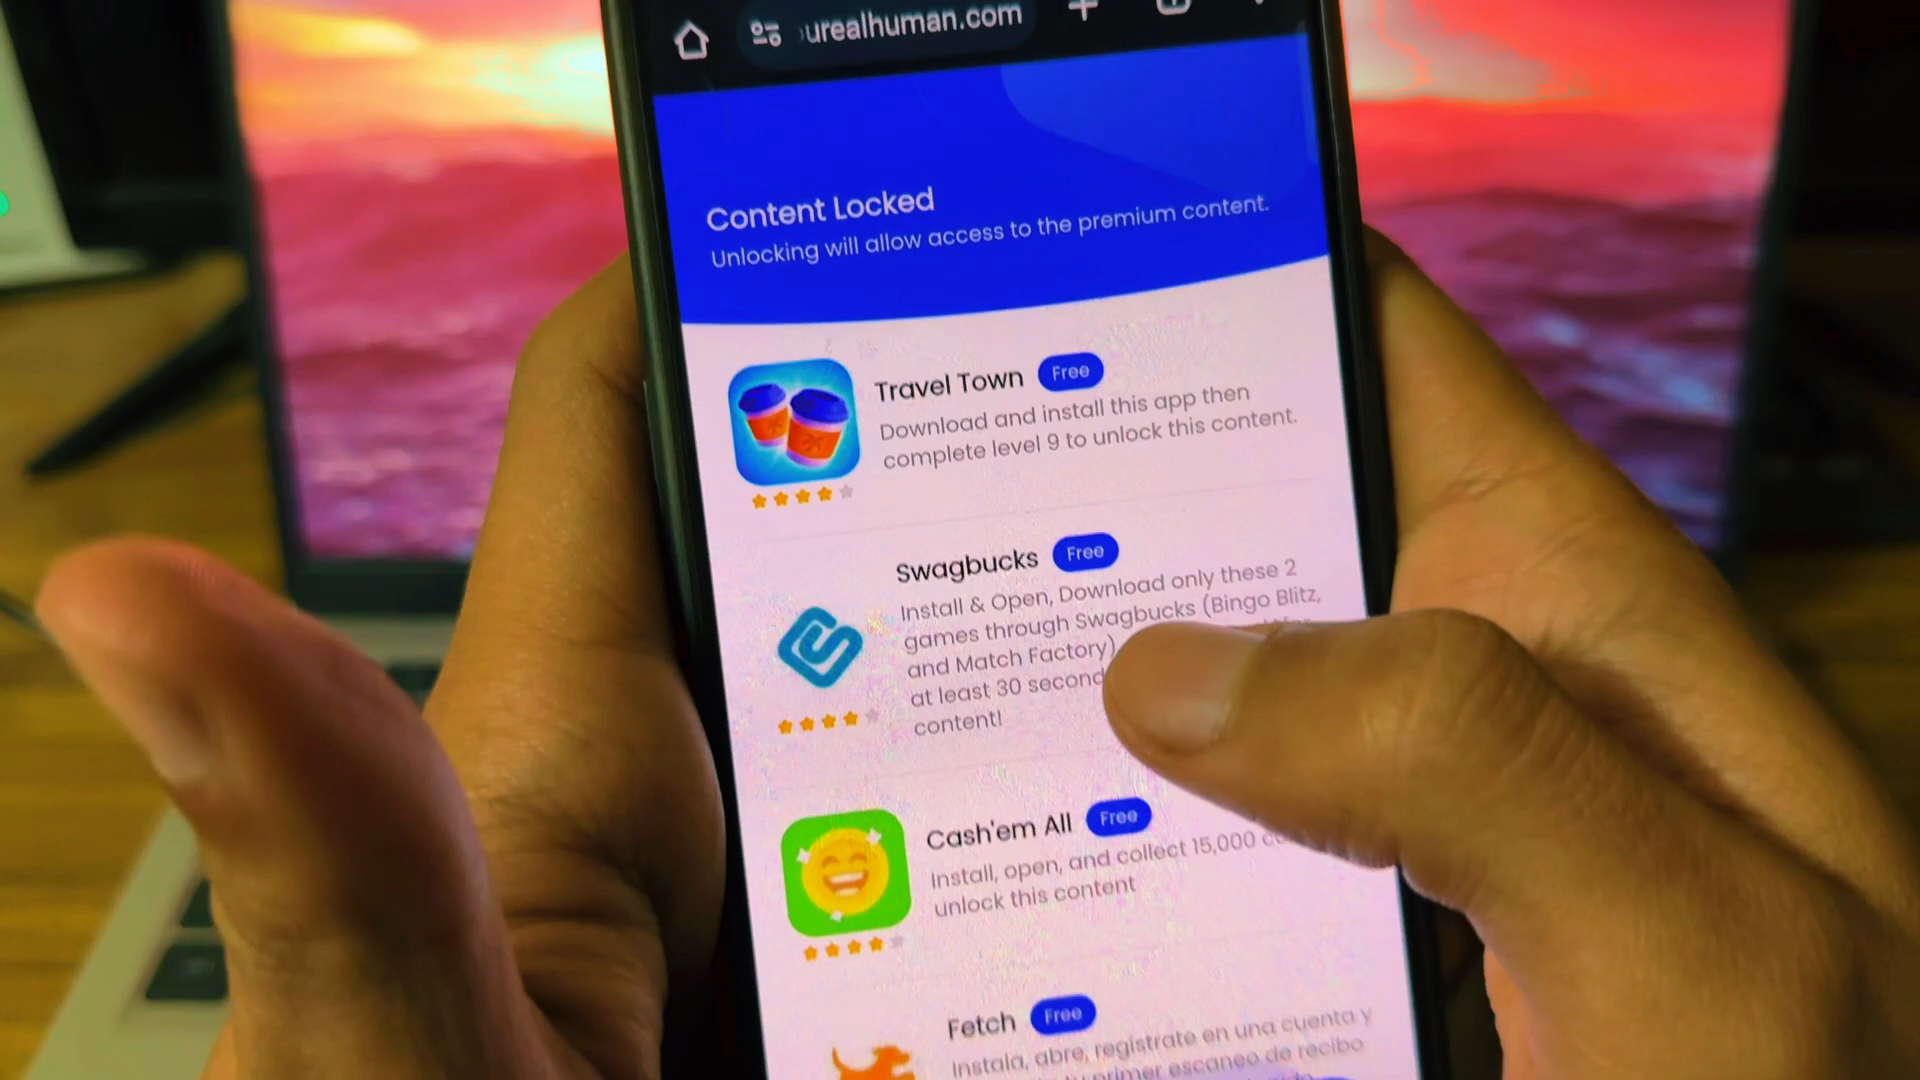 urealhuman.com
Content Locked
Unlocking will allow access to the premium content.
Travel Town Free
Download and install this app then
complete level 9 to unlock this content.
Swagbucks Free
Install & Open, Download only these 2
games through Swagbucks (Bingo Blitz,
and Match Factory)
at least 30 second
content!
Cash'em All Free
Install, open, and collect 15,000
unlock this content
Fetch Free
Instala, abre, regístrate en una cuenta y
primer escaneo de recibo